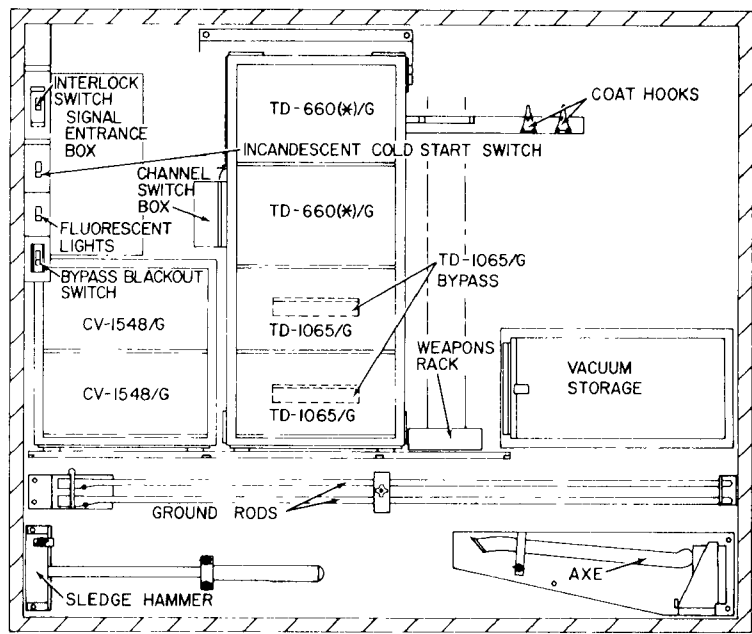 INTERLOCK
SWITCH
SIGNAL
ENTRANCE
BOX
TD-660(*)/G
COAT HOOKS
INCANDESCENT COLD START SWITCH
CHANNEL
SWITCH
BOX
TD-660(*)/G
FLUORESCENT
LIGHTS
BYPASS BLACKOUT
SWITCH
TD-1065/G
BYPASS
CV-1548/G
TD-1065/G
WEAPONS
RACK
VACUUM
STORAGE
CV-1548/G
TD-1065/G
GROUND RODS
SLEDGE HAMMER
AXE